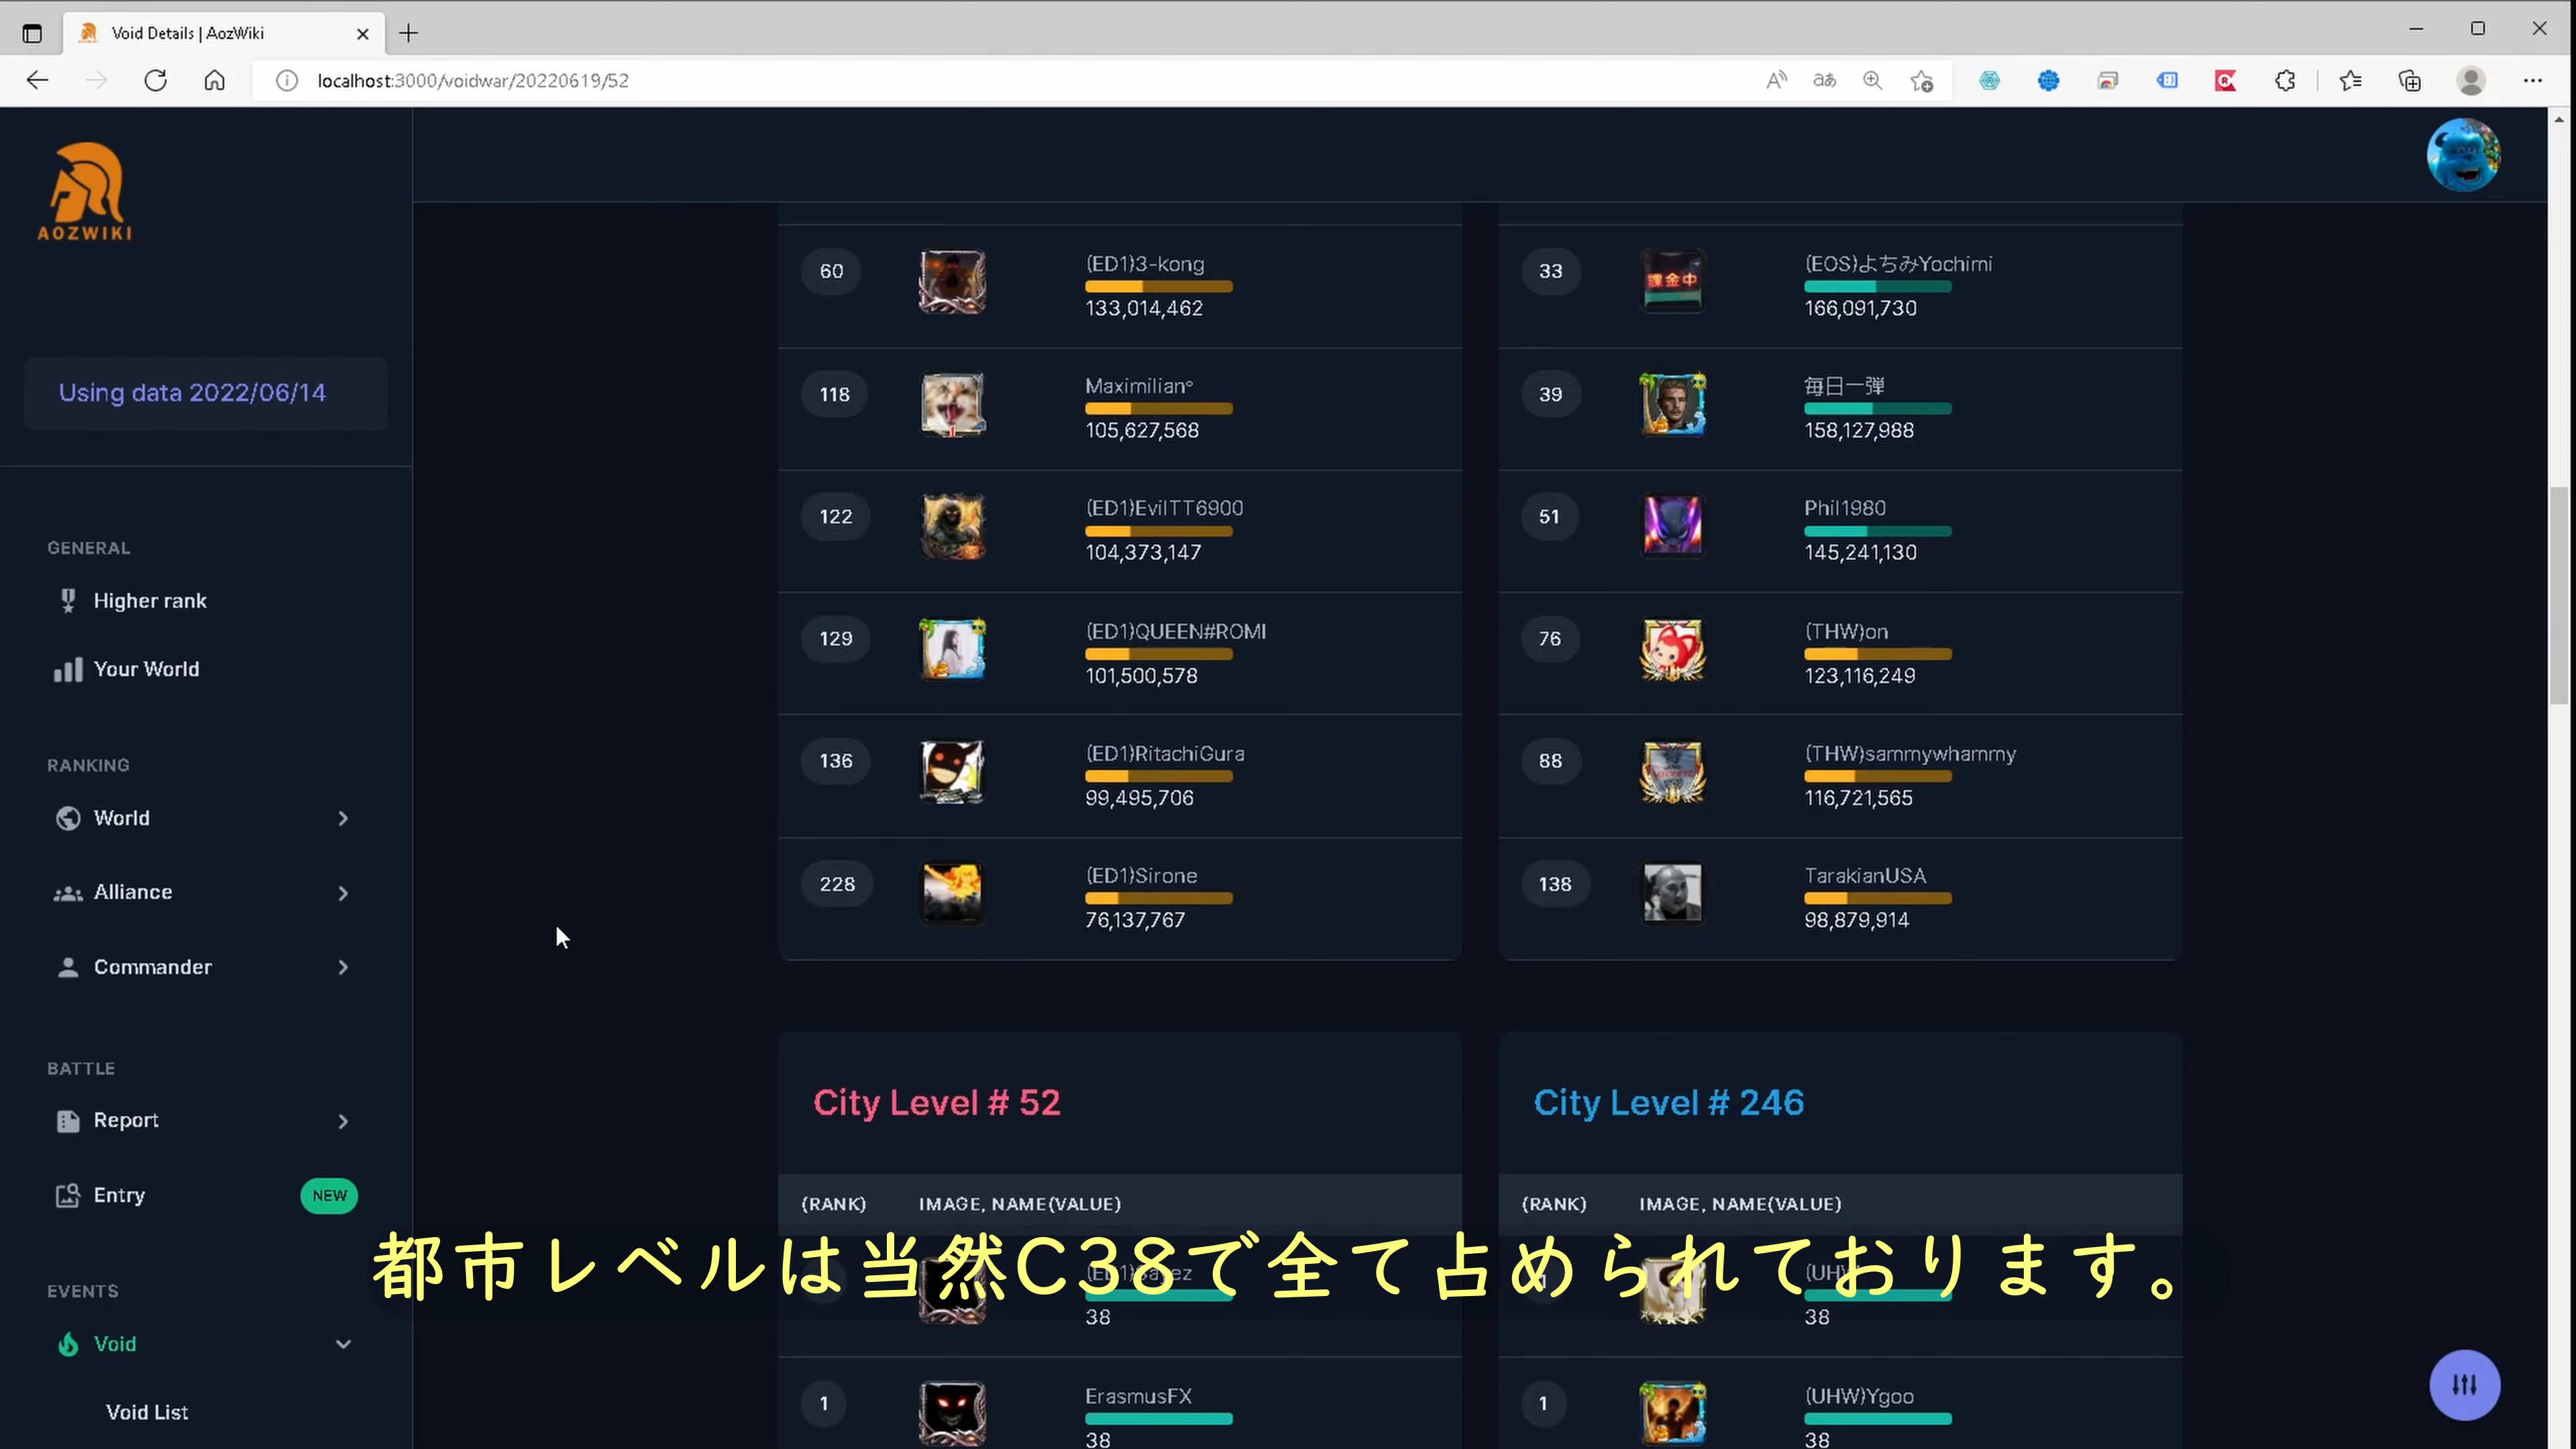 Void Details | AozWiki
localhost:3000/voidwar/20220619/52
AOZWIKI
Using data 2022/06/14
GENERAL
Higher rank
Your World
RANKING
World
Alliance
Commander
BATTLE
Report
Entry
NEW
EVENTS
Void
Void List
60
(ED1)3-kong
133,014,462
118
Maximilian°
105,627,568
122
(ED1)EvilTT6900
104,373,147
129
(ED1)QUEEN#ROMI
101,500,578
136
(ED1)RitachiGura
99,495,706
228
(ED1)Sirone
76,137,767
33
課金中
(EOS)よちみYochimi
166,091,730
39
毎日一弾
158,127,988
51
Phil1980
145,241,130
76
(THW)on
123,116,249
88
(THW)sammywhammy
116,721,565
138
TarakianUSA
98,879,914
City Level # 52
(RANK) IMAGE, NAME(VALUE)
38
1
ErasmusFX
38
City Level # 246
(RANK) IMAGE, NAME(VALUE)
38
1
(UHW)Ygoo
38
都市レベルは当然C38で全て占められております。